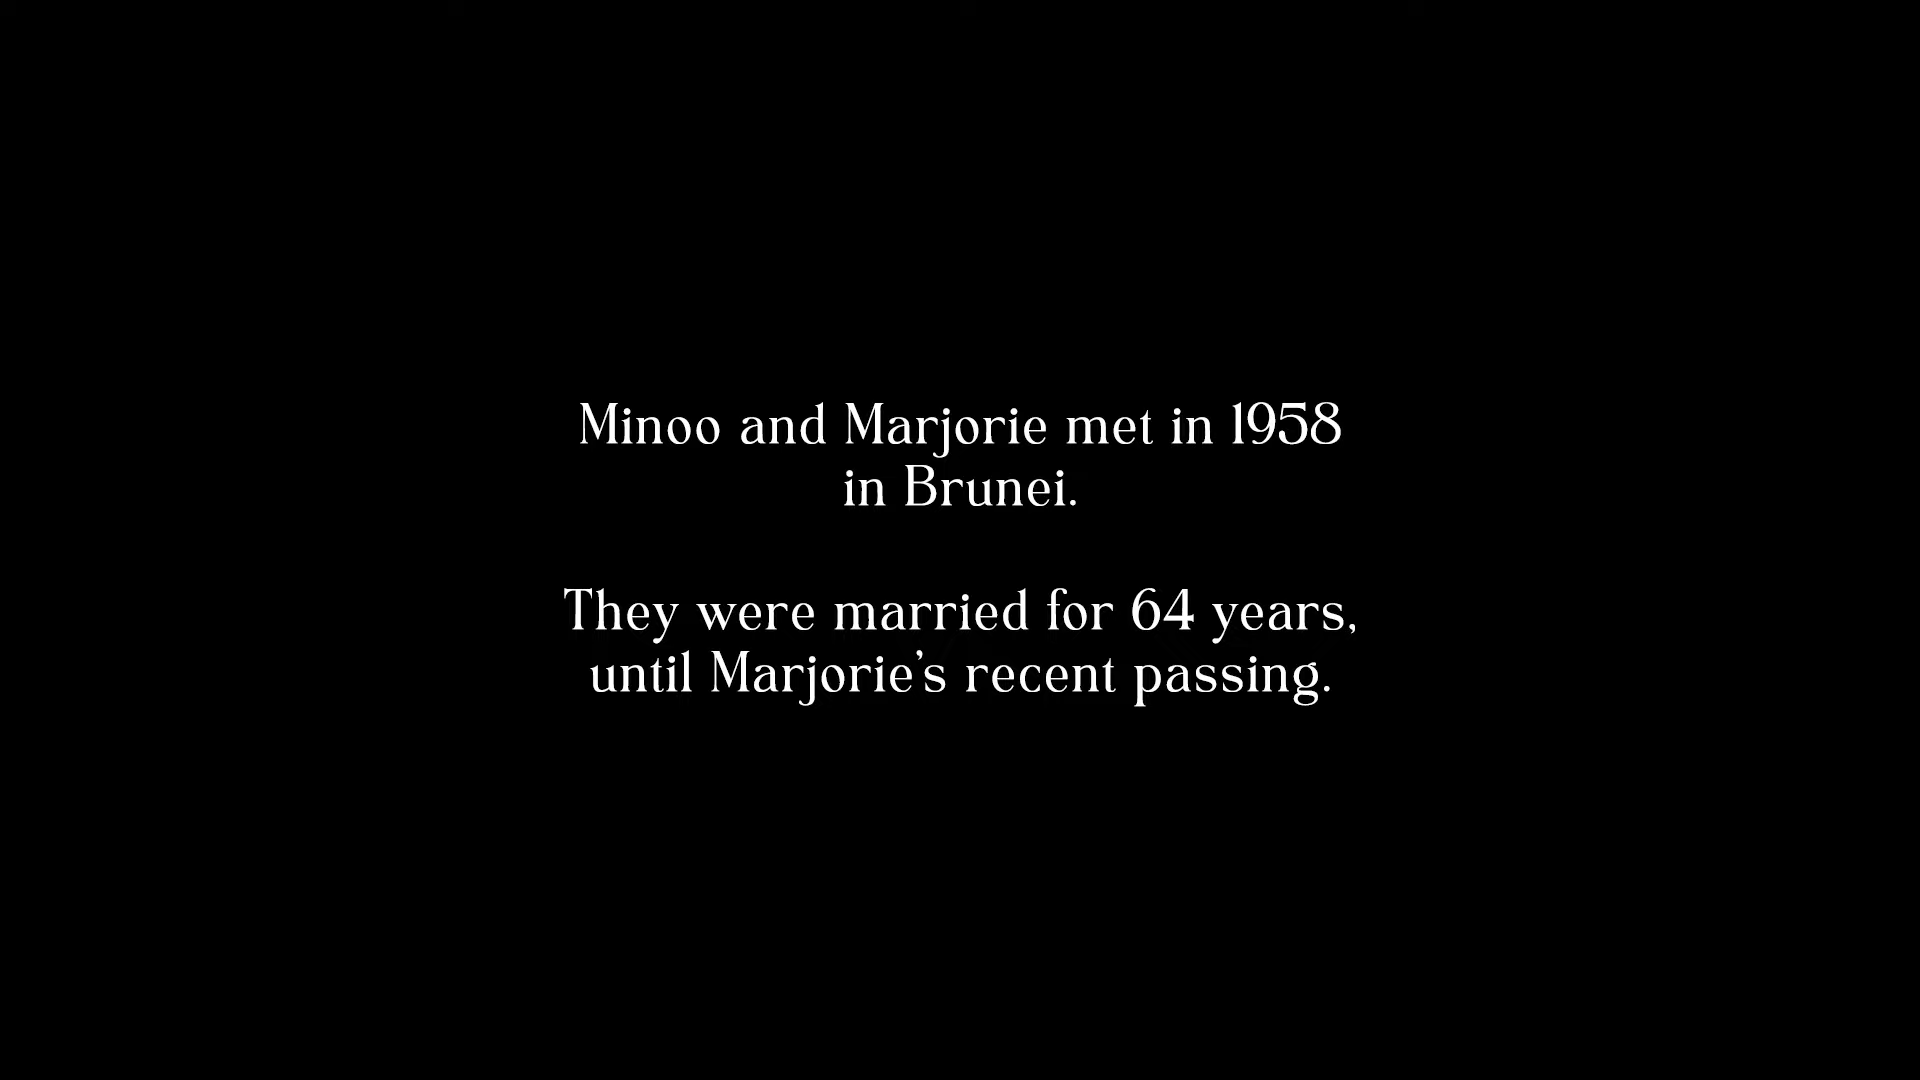 Minoo and Marjorie met in 1958
in Brunei.
They were married for 64 years,
until Marjorie’s recent passing.